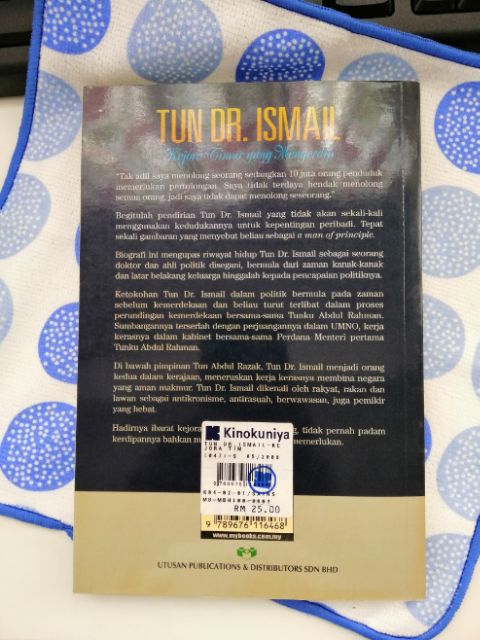 TUN DR. ISMAIL
Kejora Timur yang Mengerdip
"Tak adil saya menolong seorang sedangkan 10 juta orang penduduk
memerlukan pertolongan. Saya tidak terdaya hendak menolong
semua orang, jadi saya tidak dapat menolong seseorang."
Begitulah pendirian Tun Dr. Ismail yang tidak akan sekali-kali
menggunakan kedudukannya untuk kepentingan peribadi. Tepat
sekali gambaran yang menyebut beliau sebagai a man of principle.
Biografi ini mengupas riwayat hidup Tun Dr. Ismail sebagai seorang
doktor dan ahli politik disegani, bermula dari zaman kanak-kanak
dan latar belakang keluarga hinggalah kepada pencapaian politiknya.
Ketokohan Tun Dr. Ismail dalam politik bermula pada zaman
sebelum kemerdekaan dan beliau turut terlibat dalam proses
perundingan kemerdekaan bersama-sama Tunku Abdul Rahman.
Sumbangannya terserlah dengan perjuangannya dalam UMNO, kerja
kerasnya dalam kabinet bersama-sama Perdana Menteri pertama
Tunku Abdul Rahman.
Di bawah pimpinan Tun Abdul Razak, Tun Dr. Ismail menjadi orang
kedua dalam kerajaan, meneruskan kerja kerasnya membina negara
yang aman makmur. Tun Dr. Ismail dikenali oleh rakyat, rakan dan
lawan sebagai antikronisme, antirasuah, berwawasan, juga pemikir
yang hebat.
Hadirnya ibarat kejora tidak pernah padam
kerdipannya bahkan memerlukan.
Kinokuniya
TUN DR ISMAIL-KE
JORA TIM
RM 25.00
9 789676 116468
www.mybooks.com.my
UTUSAN PUBLICATIONS & DISTRIBUTORS SDN BHD